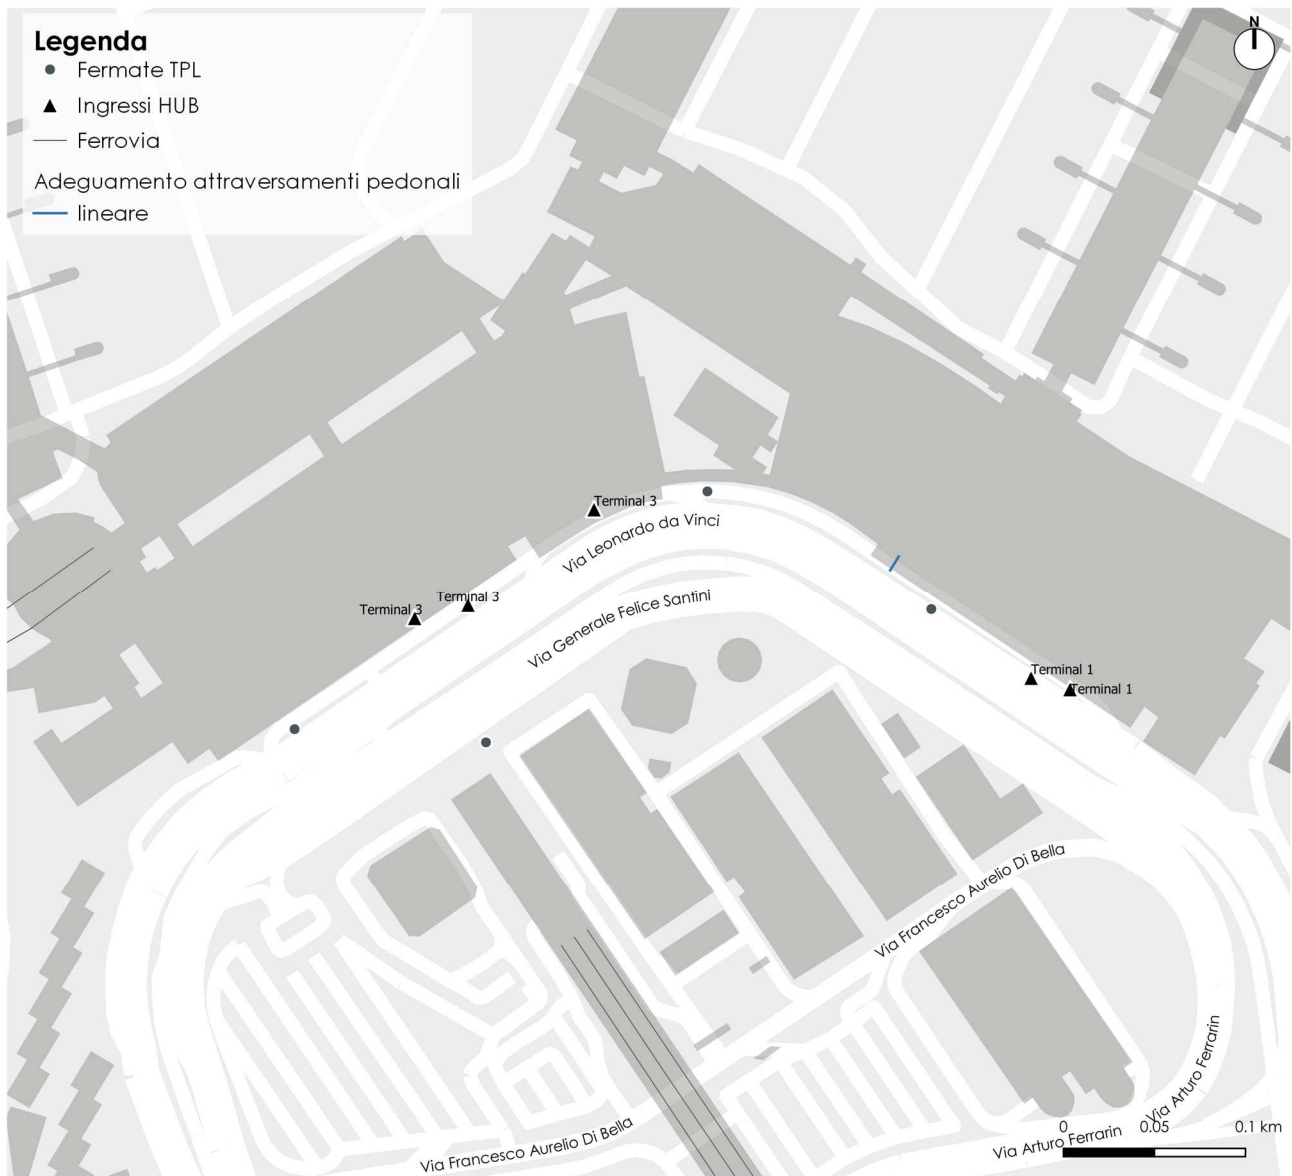 Legenda
Fermate TPL
Ingressi HUB
Ferrovia
Adeguamento attraversamenti pedonali
lineare
N
Terminal 3
Via Leonardo da Vinci
Terminal 3
Terminal 3
Via Generale Felice Santini
Terminal 1
Terminal 1
Via Francesco Aurelio Di Bella
Via Arturo Ferrarin
Via Francesco Aurelio Di Bella
Via Arturo Ferrarin
0 0.05 0.1 km